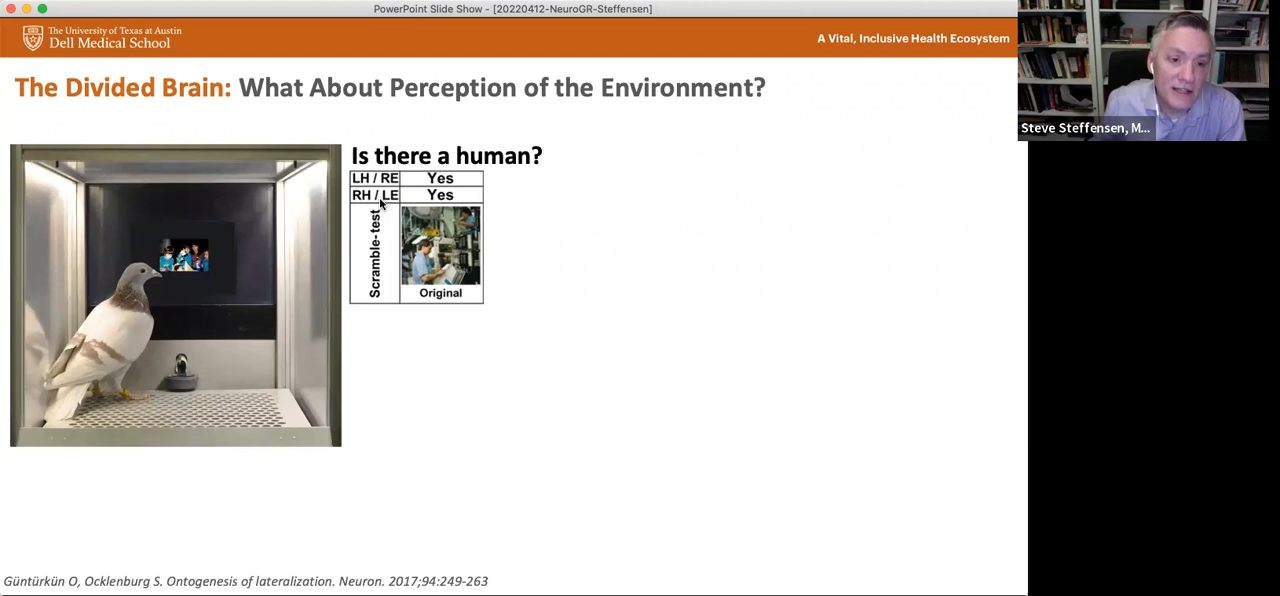 PowerPoint Slide Show - [20220412-NeuroGR-Steffensen]
The University of Texas at Austin
Dell Medical School
A Vital, Inclusive Health Ecosystem
Steve Steffensen, M...
The Divided Brain: What About Perception of the Environment?
Is there a human?
LH / RE Yes
RH / LE Yes
Scramble-test
Original
Güntürkün O, Ocklenburg S. Ontogenesis of lateralization. Neuron. 2017;94:249-263